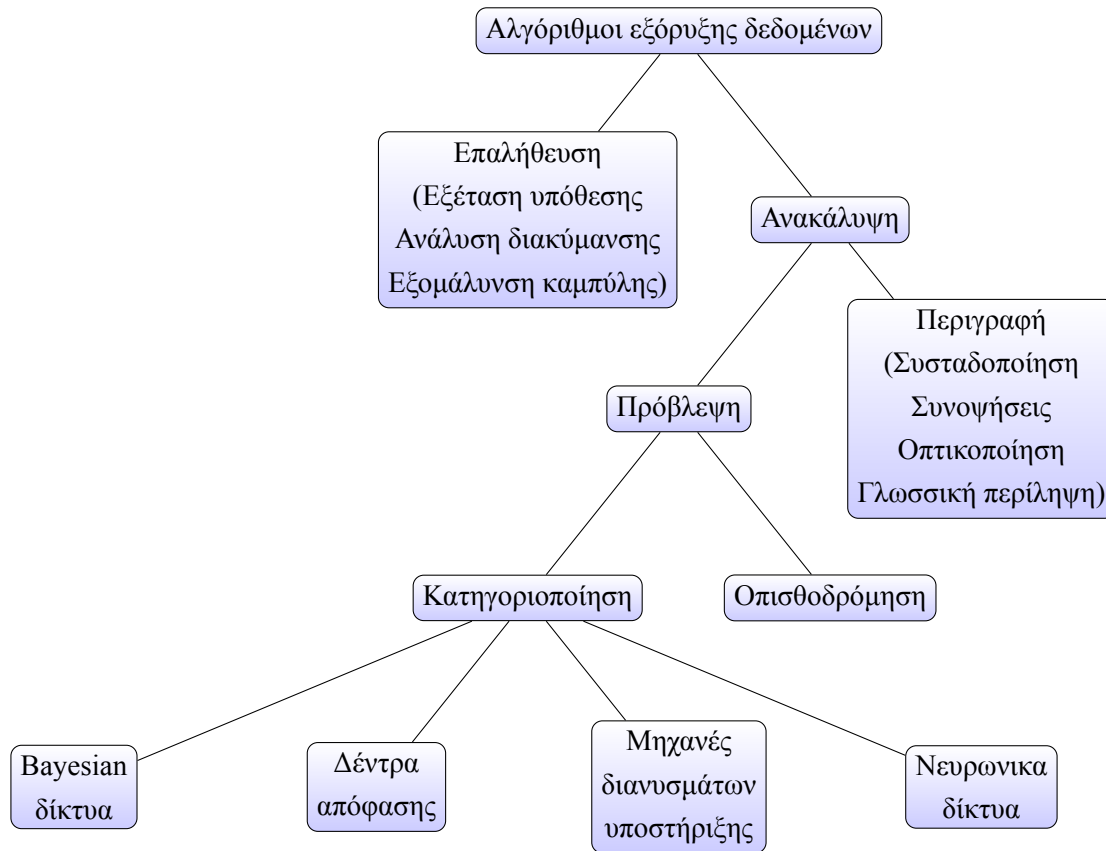 Αλγόριθμοι εξόρυξης δεδομένων
Επαλήθευση
(Εξέταση υπόθεσης
Ανάλυση διακύμανσης
Εξομάλυνση καμπύλης)
Ανακάλυψη
Περιγραφή
(Συσταδοποίηση
Συνοψήσεις
Οπτικοποίηση
Γλωσσική περίληψη)
Πρόβλεψη
Κατηγοριοποίηση
Οπισθοδρόμηση
Bayesian
δίκτυα
Δέντρα
απόφασης
Μηχανές
διανυσμάτων
υποστήριξης
Νευρωνικα
δίκτυα